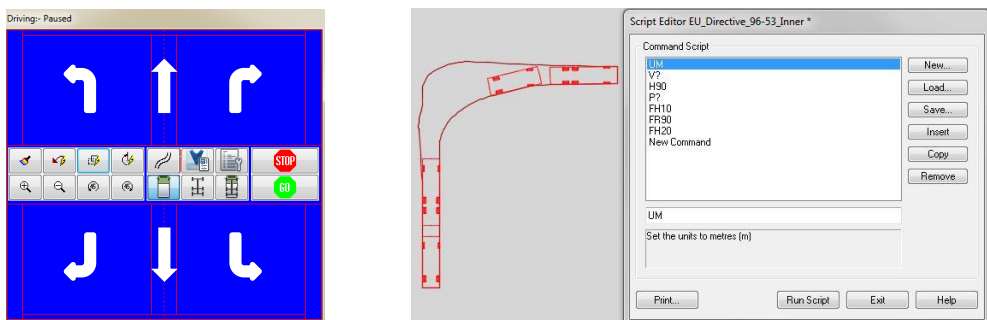 Driving:- Paused
STOP
GO
Script Editor EU_Directive_96-53_Inner *
Command Script
UM
V?
H90
P?
FH10
FR90
FH20
New Command
New...
Load...
Save...
Insert
Copy
Remove
UM
Set the units to metres (m)
Print...
Run Script
Exit
Help